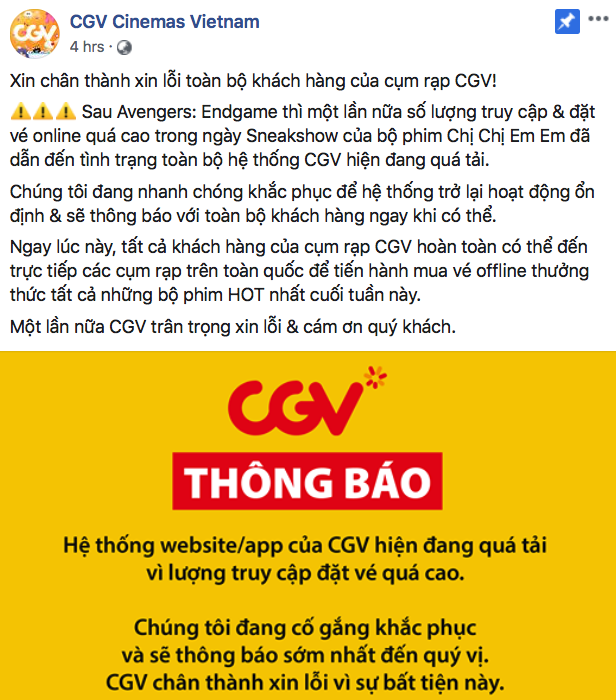 CGV
CGV Cinemas Vietnam
4 hrs ·
Xin chân thành xin lỗi toàn bộ khách hàng của cụm rạp CGV!
⚠️⚠️⚠️ Sau Avengers: Endgame thì một lần nữa số lượng truy cập & đặt
vé online quá cao trong ngày Sneakshow của bộ phim Chị Chị Em Em đã
dẫn đến tình trạng toàn bộ hệ thống CGV hiện đang quá tải.
Chúng tôi đang nhanh chóng khắc phục để hệ thống trở lại hoạt động ổn
định & sẽ thông báo với toàn bộ khách hàng ngay khi có thể.
Ngay lúc này, tất cả khách hàng của cụm rạp CGV hoàn toàn có thể đến
trực tiếp các cụm rạp trên toàn quốc để tiến hành mua vé offline thưởng
thức tất cả những bộ phim HOT nhất cuối tuần này.
Một lần nữa CGV trân trọng xin lỗi & cám ơn quý khách.
CGV
THÔNG BÁO
Hệ thống website/app của CGV hiện đang quá tải
vì lượng truy cập đặt vé quá cao.
Chúng tôi đang cố gắng khắc phục
và sẽ thông báo sớm nhất đến quý vị.
CGV chân thành xin lỗi vì sự bất tiện này.